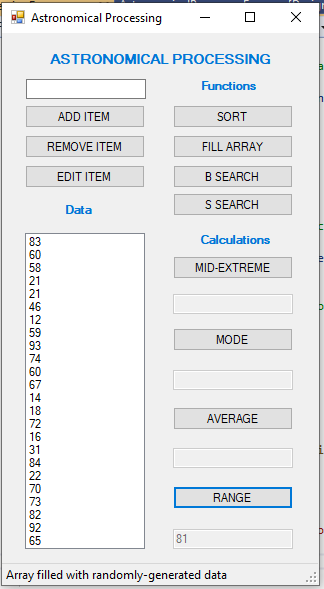 Astronomical Processing
ASTRONOMICAL PROCESSING
Functions
ADD ITEM
SORT
REMOVE ITEM
FILL ARRAY
EDIT ITEM
B SEARCH
S SEARCH
Data
83
60
58
21
21
46
12
59
93
74
60
67
14
18
72
16
31
84
22
70
73
82
92
65
Calculations
MID-EXTREME
MODE
AVERAGE
RANGE
81
Array filled with randomly-generated data